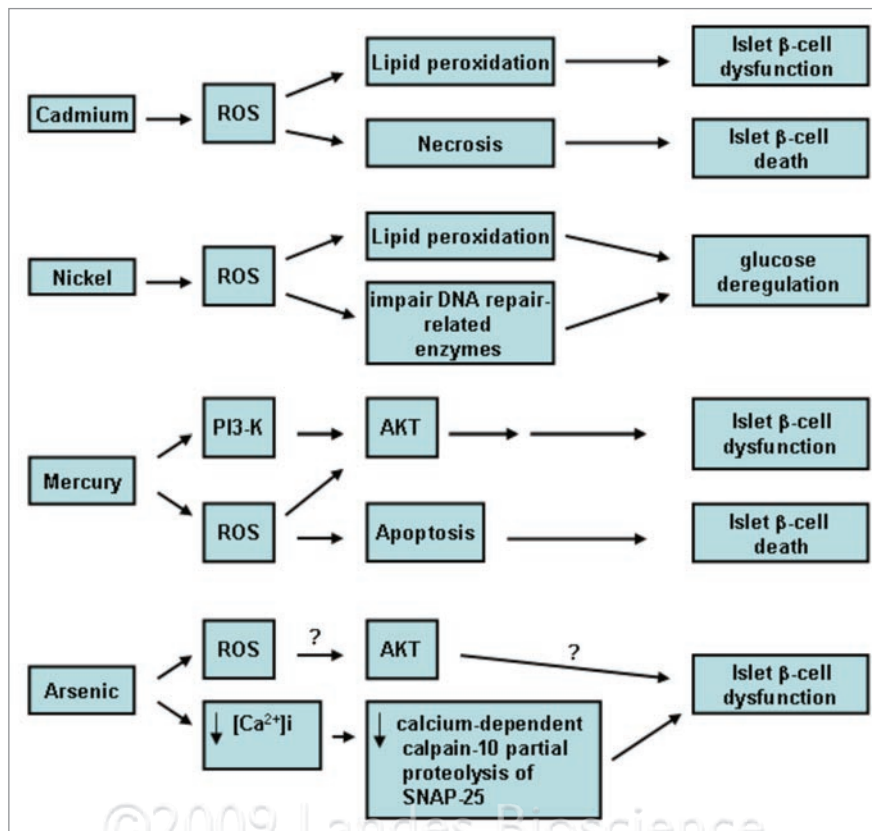 Lipid peroxidation
Islet β-cell
dysfunction
Cadmium
ROS
Necrosis
Islet β-cell
death
Lipid peroxidation
Nickel
ROS
glucose
deregulation
impair DNA repair-
related
enzymes
PI3-K
AKT
Islet β-cell
dysfunction
Mercury
ROS
Apoptosis
Islet β-cell
death
ROS
?
AKT
?
Arsenic
Islet β-cell
dysfunction
↓ [Ca²⁺]i
↓ calcium-dependent
calpain-10 partial
proteolysis of
SNAP-25
©2009 Landes Bioscience